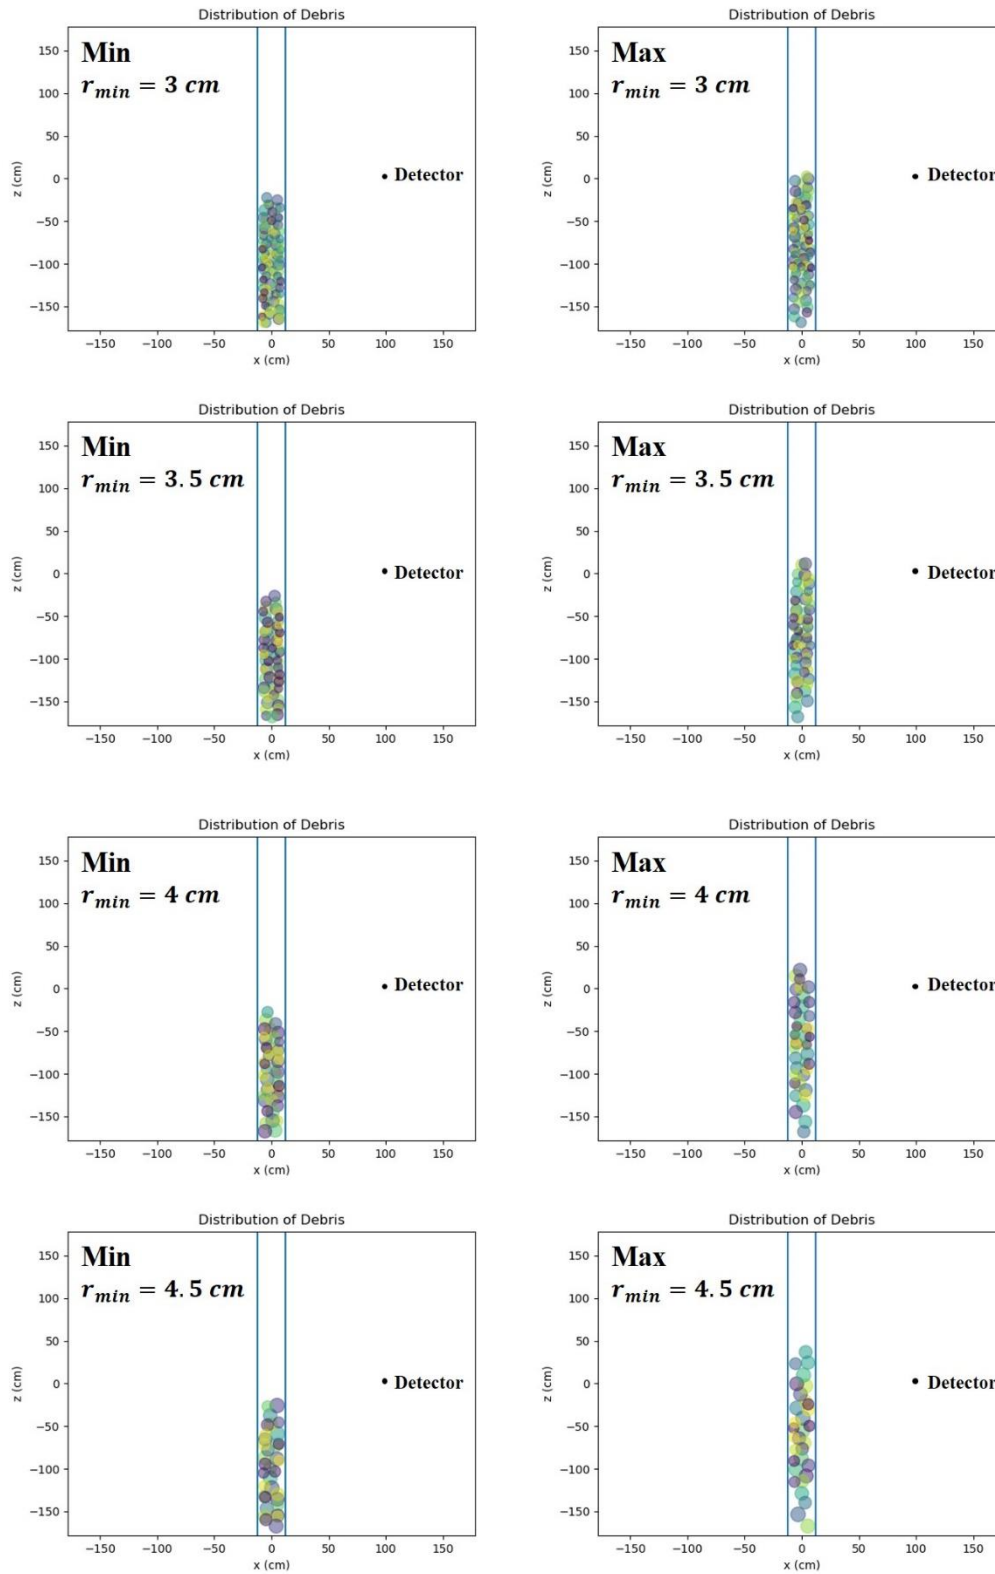 Distribution of Debris
Min
r_min = 3 cm
150
100
50
0
−50
−100
−150
z (cm)
Detector
−150 −100 −50 0 50 100 150
x (cm)
Distribution of Debris
Max
r_min = 3 cm
150
100
50
0
−50
−100
−150
z (cm)
Detector
−150 −100 −50 0 50 100 150
x (cm)
Distribution of Debris
Min
r_min = 3.5 cm
150
100
50
0
−50
−100
−150
z (cm)
Detector
−150 −100 −50 0 50 100 150
x (cm)
Distribution of Debris
Max
r_min = 3.5 cm
150
100
50
0
−50
−100
−150
z (cm)
Detector
−150 −100 −50 0 50 100 150
x (cm)
Distribution of Debris
Min
r_min = 4 cm
150
100
50
0
−50
−100
−150
z (cm)
Detector
−150 −100 −50 0 50 100 150
x (cm)
Distribution of Debris
Max
r_min = 4 cm
150
100
50
0
−50
−100
−150
z (cm)
Detector
−150 −100 −50 0 50 100 150
x (cm)
Distribution of Debris
Min
r_min = 4.5 cm
150
100
50
0
−50
−100
−150
z (cm)
Detector
−150 −100 −50 0 50 100 150
x (cm)
Distribution of Debris
Max
r_min = 4.5 cm
150
100
50
0
−50
−100
−150
z (cm)
Detector
−150 −100 −50 0 50 100 150
x (cm)